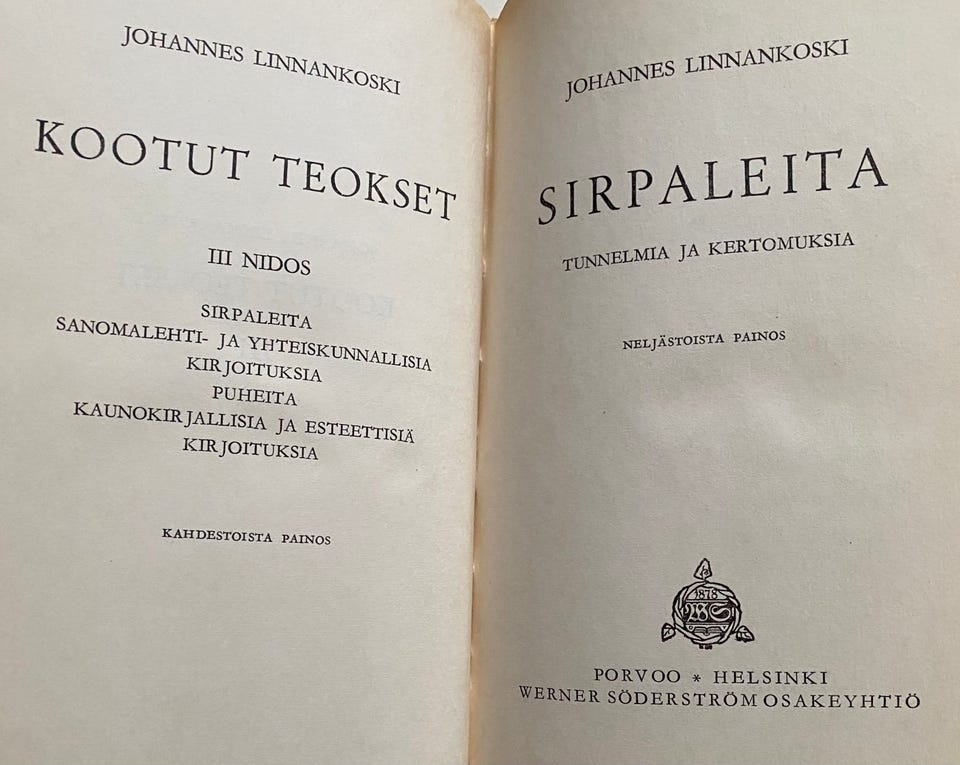 JOHANNES LINNANKOSKI
KOOTUT TEOKSET
III NIDOS
SIRPALEITA
SANOMALEHTI- JA YHTEISKUNNALLISIA
KIRJOITUKSIA
PUHEITA
KAUNOKIRJALLISIA JA ESTEETTISIÄ
KIRJOITUKSIA
KAHDESTOISTA PAINOS
JOHANNES LINNANKOSKI
SIRPALEITA
TUNNELMIA JA KERTOMUKSIA
NELJÄSTOISTA PAINOS
1878
WS
PORVOO * HELSINKI
WERNER SÖDERSTRÖM OSAKEYHTIÖ